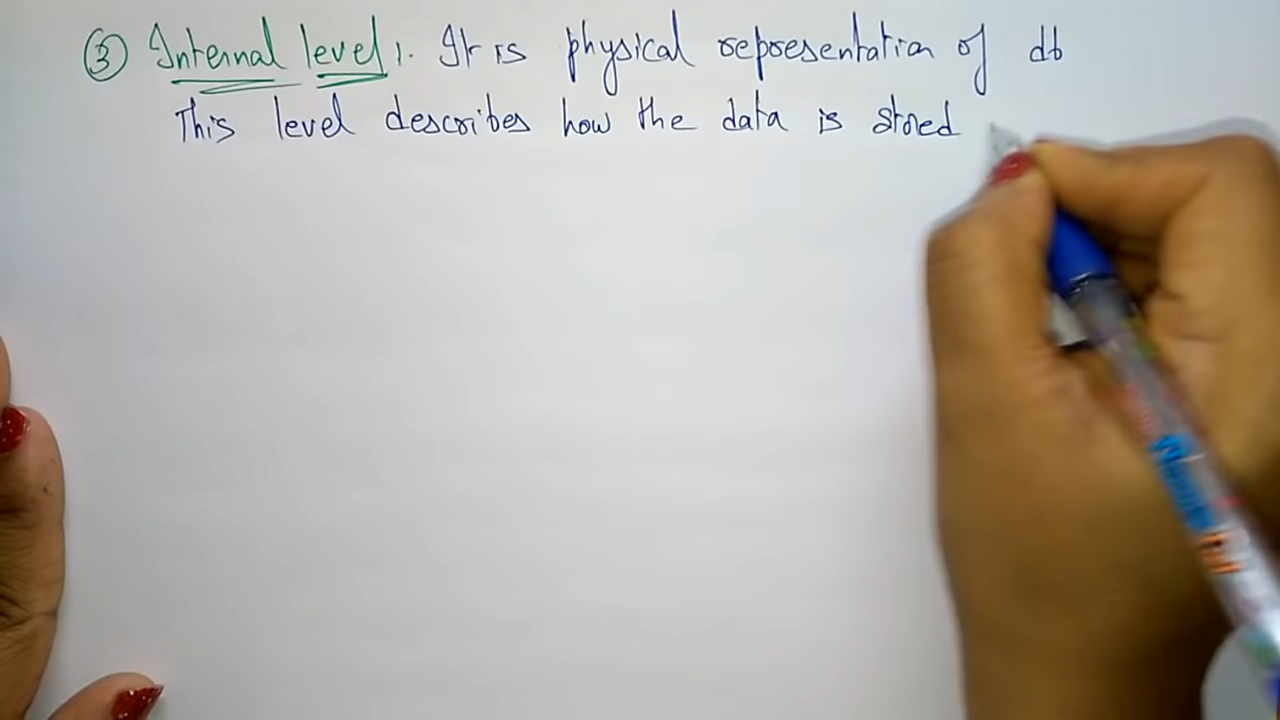 ③ Internal level :- It is physical representation of db
This level describes how the data is stored